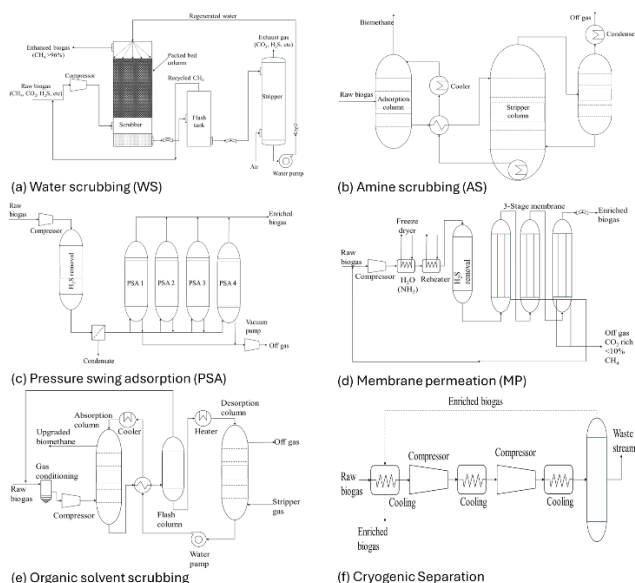 Regenerated water
Enhanced biogas
(CH4 >96%)
Raw biogas
(CH4, CO2, H2S, etc)
Compressor
Packed bed
column
Recycled CH4
Scrubber
Flash
tank
Exhaust gas
(CO2, H2S, etc)
Stripper
Air
Water pump
(a) Water scrubbing (WS)
Biomethane
Off gas
Condense
Cooler
Raw biogas
Adsorption
column
Stripper
column
(b) Amine scrubbing (AS)
Raw
biogas
Compressor
H2S removal
Enriched
biogas
PSA 1
PSA 2
PSA 3
PSA 4
Vacuum
pump
Off gas
Condensate
(c) Pressure swing adsorption (PSA)
3-Stage membrane
Enriched
biogas
Freeze
dryer
Raw
biogas
Compressor
H2O
(NH3)
Reheater
H2S
removal
Off gas
CO2 rich
<10%
CH4
(d) Membrane permeation (MP)
Absorption
column
Cooler
Heater
Desorption
column
Upgraded
biomethane
Gas
conditioning
Raw
biogas
Compressor
Flash
column
Off gas
Stripper
gas
Water
pump
(e) Organic solvent scrubbing
Enriched biogas
Compressor
Compressor
Waste
stream
Raw
biogas
Cooling
Cooling
Cooling
Enriched
biogas
(f) Cryogenic Separation